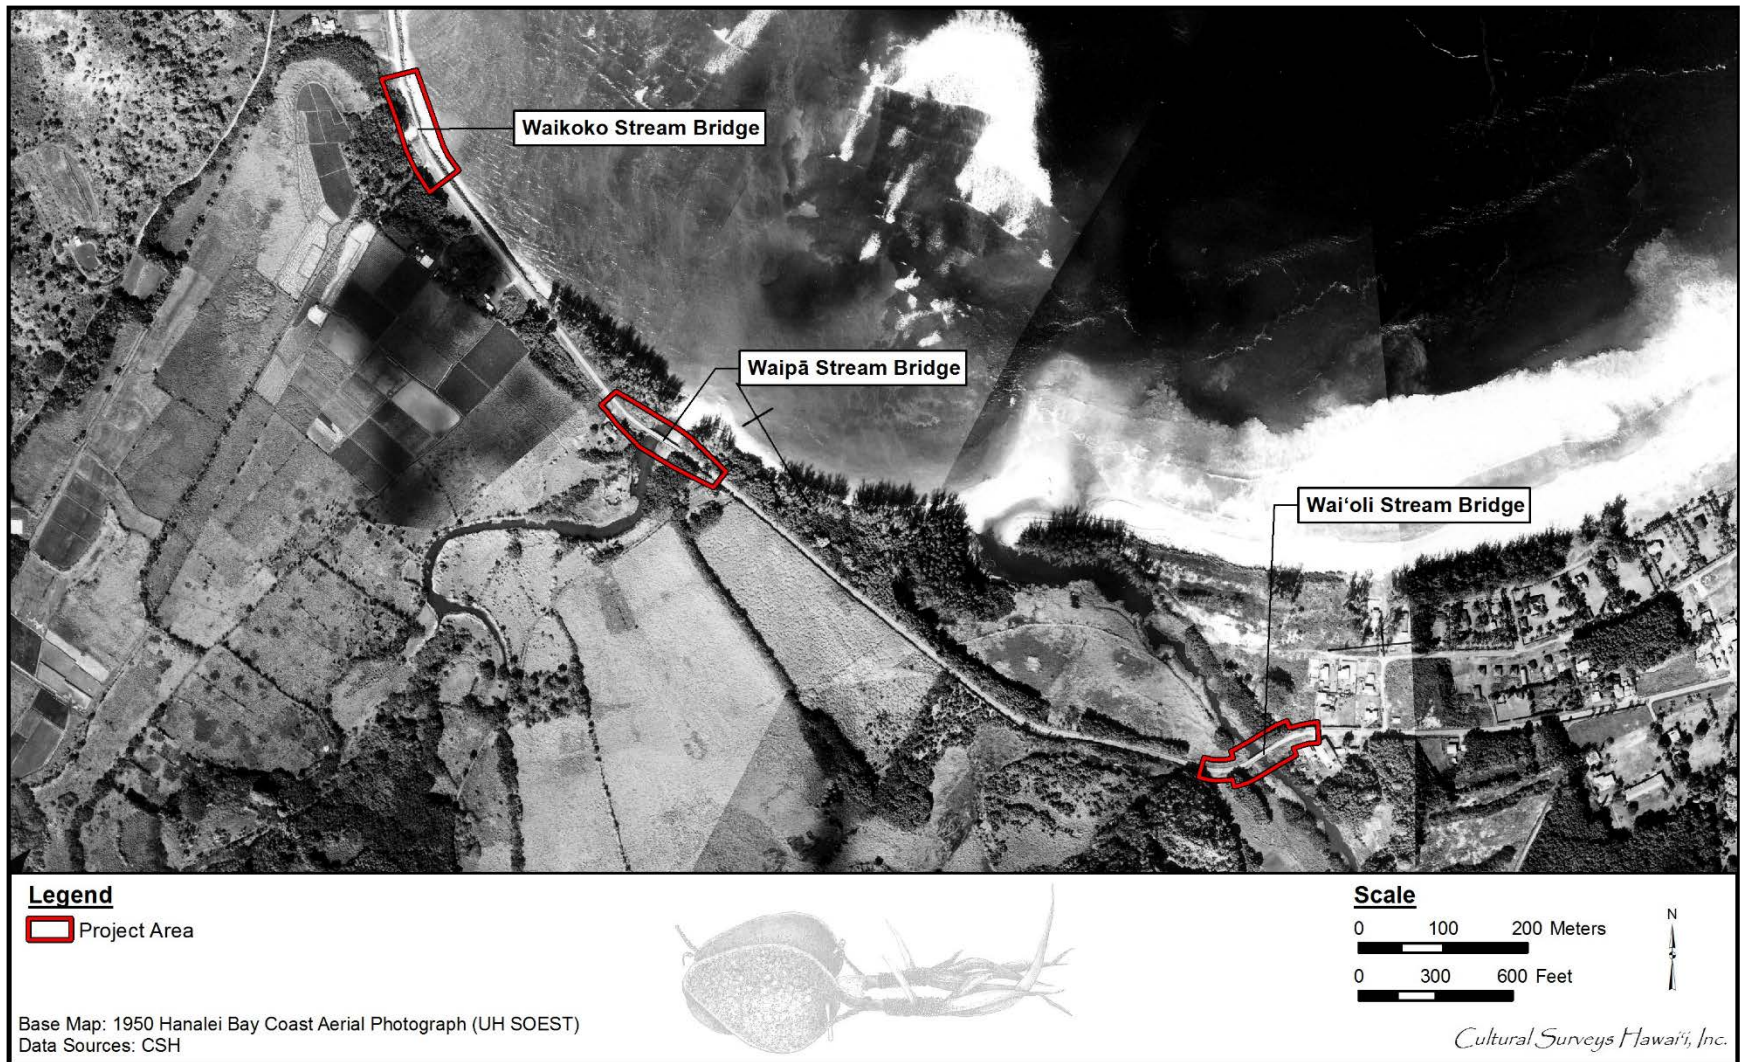 Waikoko Stream Bridge
Waipā Stream Bridge
Wai‘oli Stream Bridge
Legend
Project Area
Base Map: 1950 Hanalei Bay Coast Aerial Photograph (UH SOEST)
Data Sources: CSH
Scale
0 100 200 Meters
0 300 600 Feet
N
Cultural Surveys Hawai‘i, Inc.